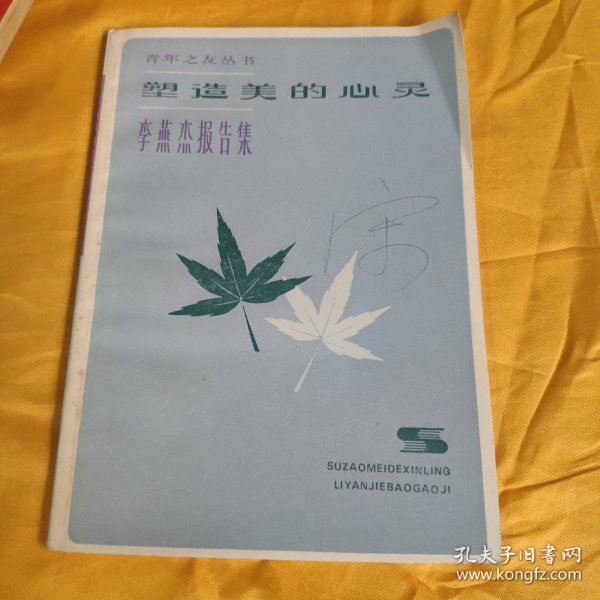 青年之友丛书
塑造美的心灵
李燕杰报告集
宋
SUZAOMEIDEXINLING
LIYANJIEBAOGAOJI
孔夫子旧书网
www.kongfz.com